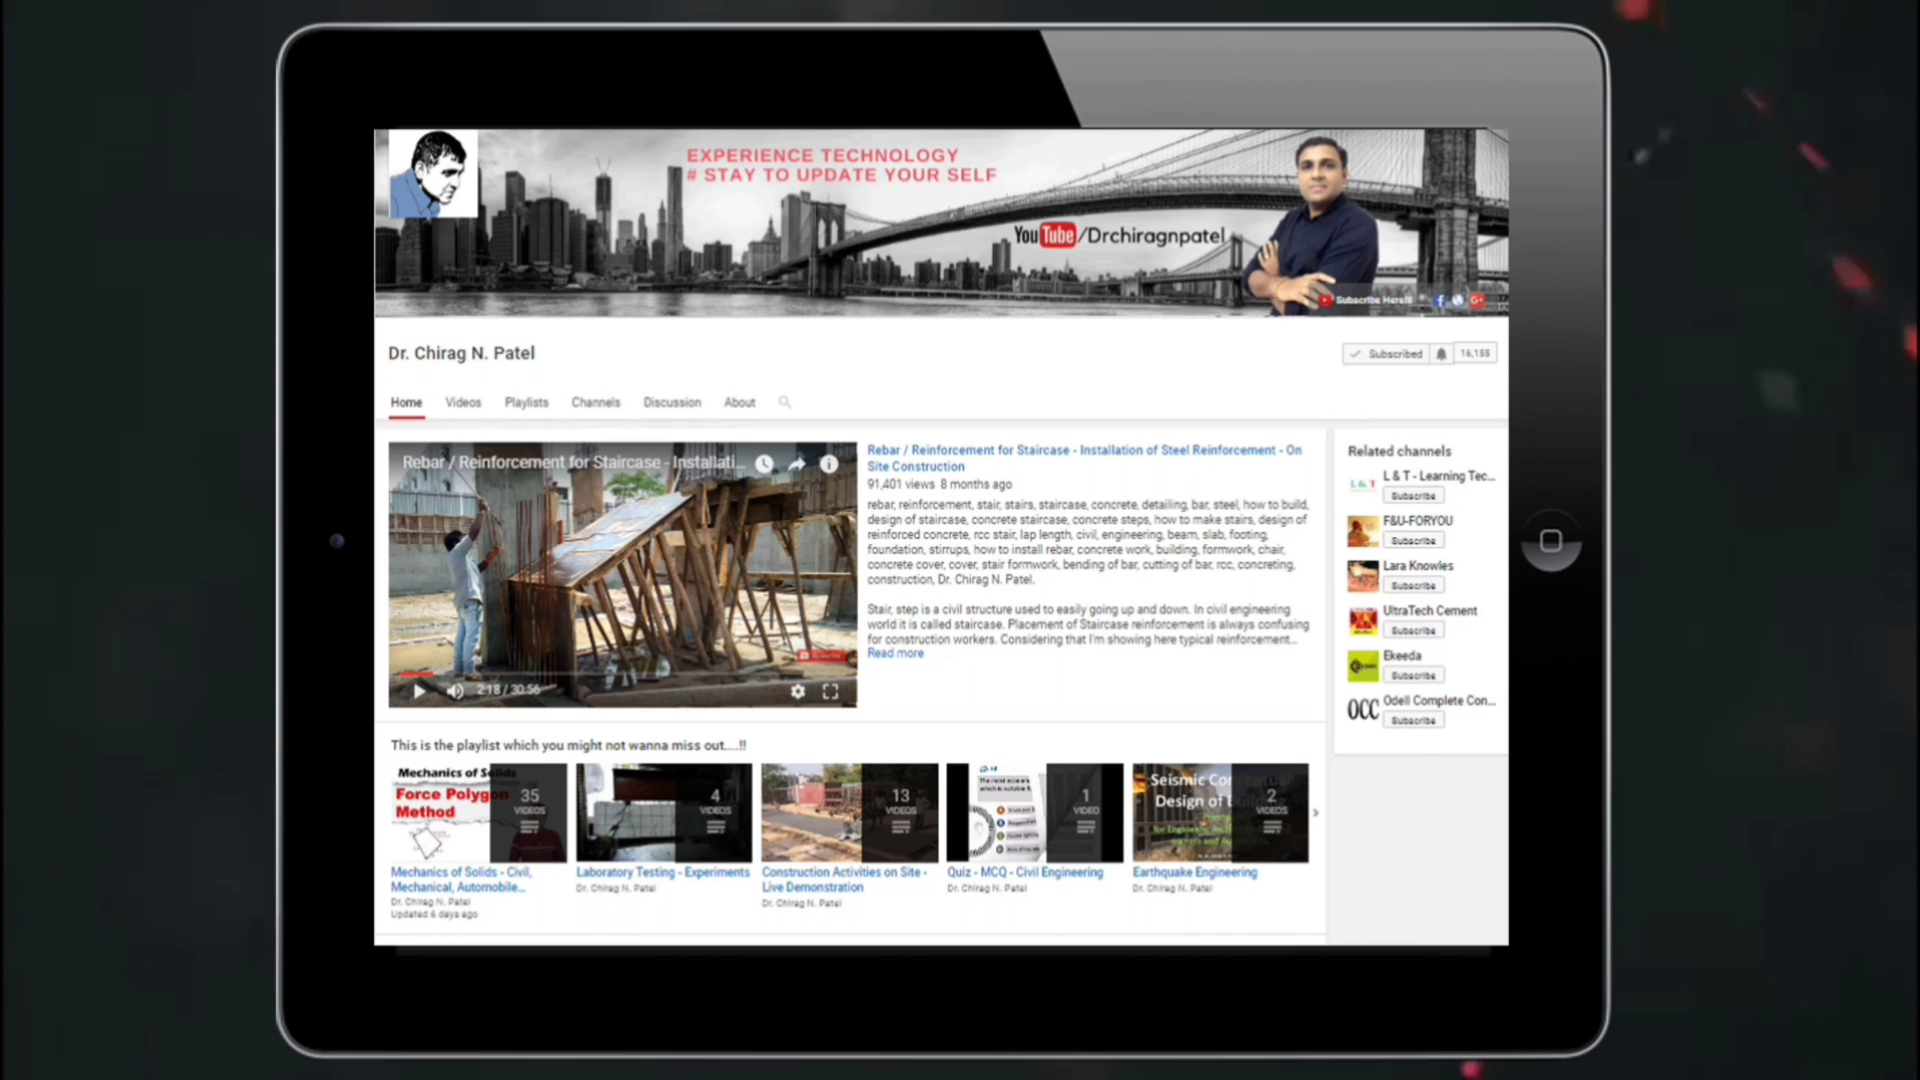 EXPERIENCE TECHNOLOGY
# STAY TO UPDATE YOUR SELF
YouTube/Drchiragnpatel
Subscribe Here!!!
Dr. Chirag N. Patel
Subscribed 16,155
Home Videos Playlists Channels Discussion About
Rebar / Reinforcement for Staircase - Installati...
2:18 / 30:56
Rebar / Reinforcement for Staircase - Installation of Steel Reinforcement - On
Site Construction
91,401 views 8 months ago
rebar, reinforcement, stair, stairs, staircase, concrete, detailing, bar, steel, how to build,
design of staircase, concrete staircase, concrete steps, how to make stairs, design of
reinforced concrete, rcc stair, lap length, civil, engineering, beam, slab, footing,
foundation, stirrups, how to install rebar, concrete work, building, formwork, chair,
concrete cover, cover, stair formwork, bending of bar, cutting of bar, rcc, concreting,
construction, Dr. Chirag N. Patel.
Stair, step is a civil structure used to easily going up and down. In civil engineering
world it is called staircase. Placement of Staircase reinforcement is always confusing
for construction workers. Considering that I'm showing here typical reinforcement...
Read more
Related channels
L & T
L & T - Learning Tec...
Subscribe
F&U-FORYOU
Subscribe
Lara Knowles
Subscribe
UltraTech Cement
Subscribe
Ekeeda
Subscribe
OCC
Odell Complete Con...
Subscribe
This is the playlist which you might not wanna miss out....!!
Mechanics of Solids
Force Polygon
Method
35
VIDEOS
Mechanics of Solids - Civil,
Mechanical, Automobile...
Dr. Chirag N. Patel
Updated 6 days ago
4
VIDEOS
Laboratory Testing - Experiments
Dr. Chirag N. Patel
13
VIDEOS
Construction Activities on Site -
Live Demonstration
Dr. Chirag N. Patel
1
VIDEO
Quiz - MCQ - Civil Engineering
Dr. Chirag N. Patel
Seismic
Design of
2
VIDEOS
Earthquake Engineering
Dr. Chirag N. Patel